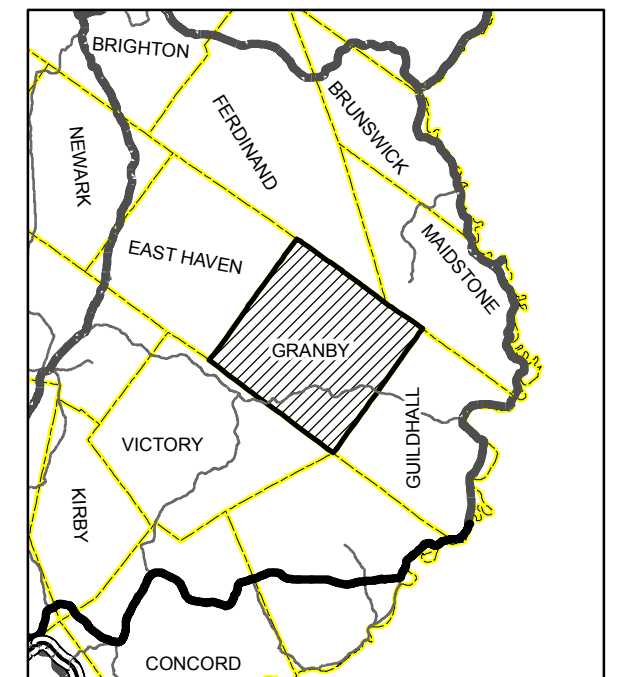 BRIGHTON
FERDINAND
BRUNSWICK
NEWARK
MAIDSTONE
EAST HAVEN
GRANBY
GUILDHALL
VICTORY
KIRBY
CONCORD